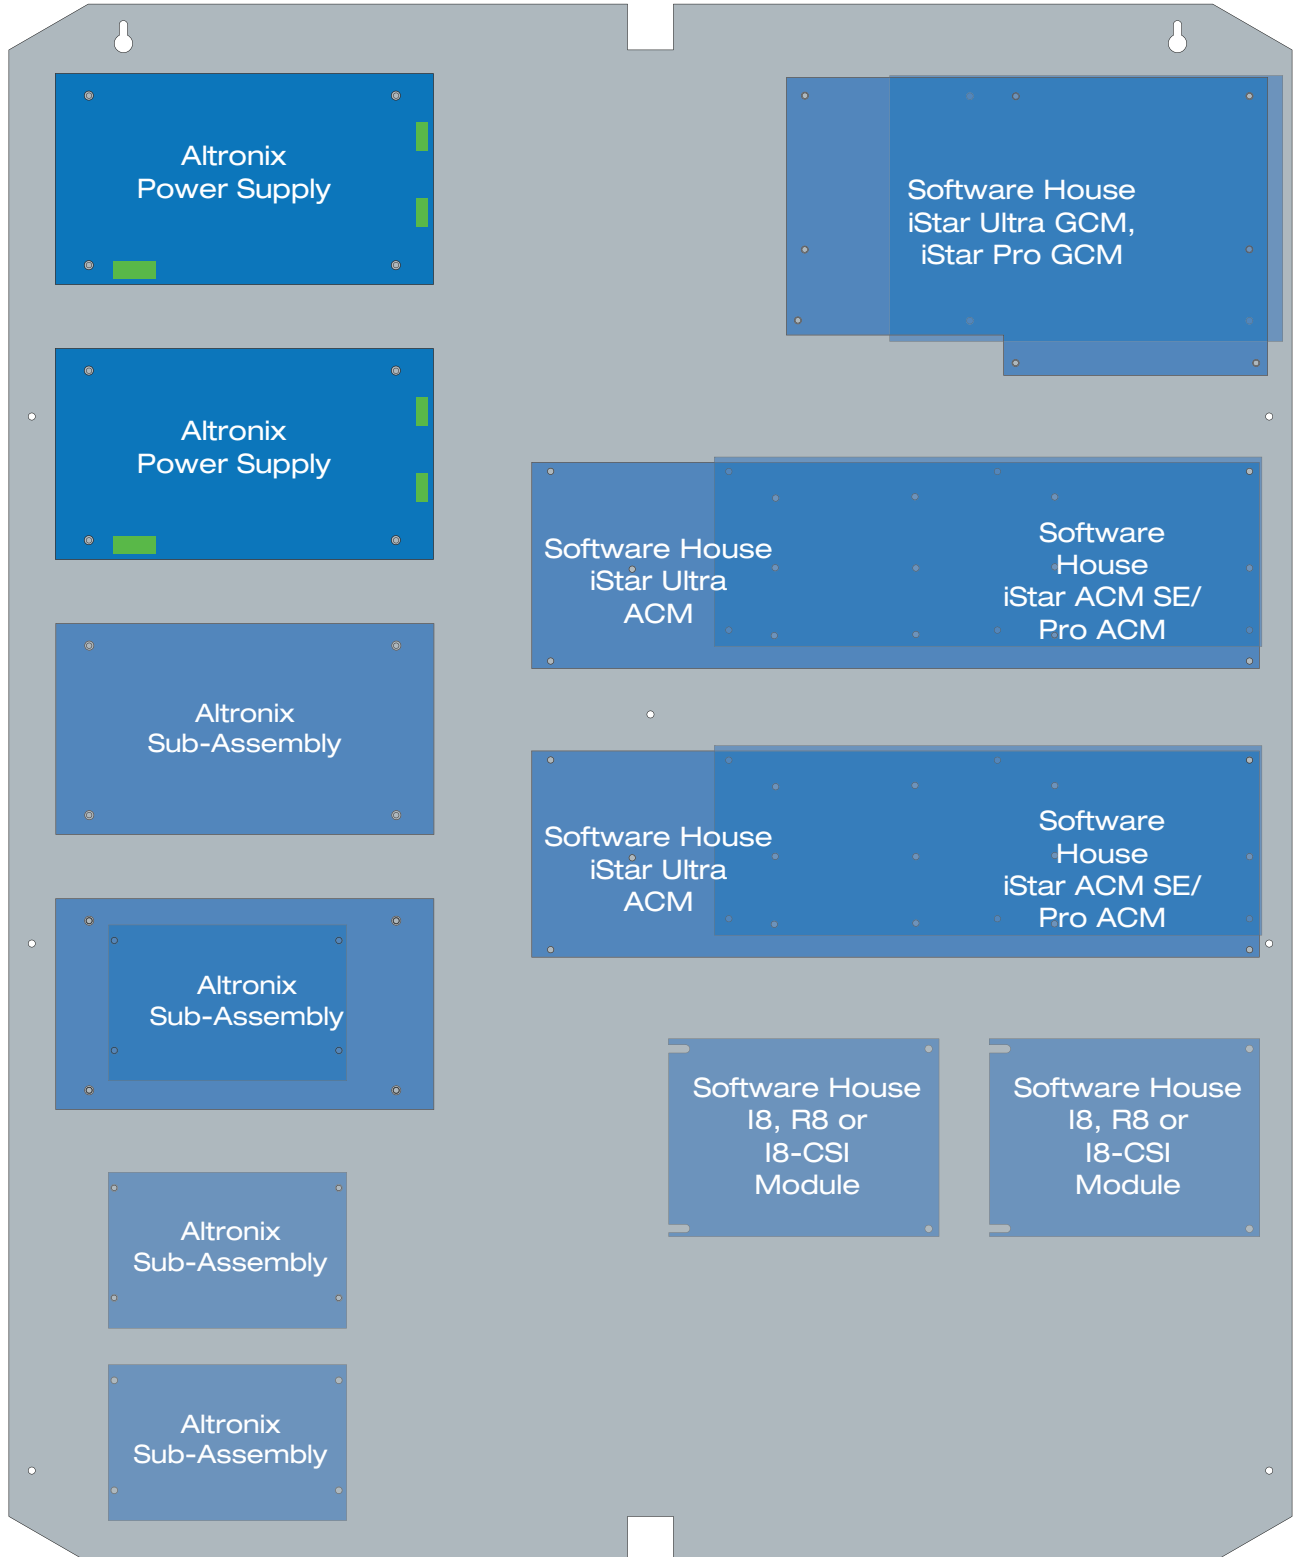 Altronix
Power Supply
Software House
iStar Ultra GCM,
iStar Pro GCM
Altronix
Power Supply
Software House
iStar Ultra
ACM
Software
House
iStar ACM SE/
Pro ACM
Altronix
Sub-Assembly
Software House
iStar Ultra
ACM
Software
House
iStar ACM SE/
Pro ACM
Altronix
Sub-Assembly
Software House
I8, R8 or
I8-CSI
Module
Software House
I8, R8 or
I8-CSI
Module
Altronix
Sub-Assembly
Altronix
Sub-Assembly